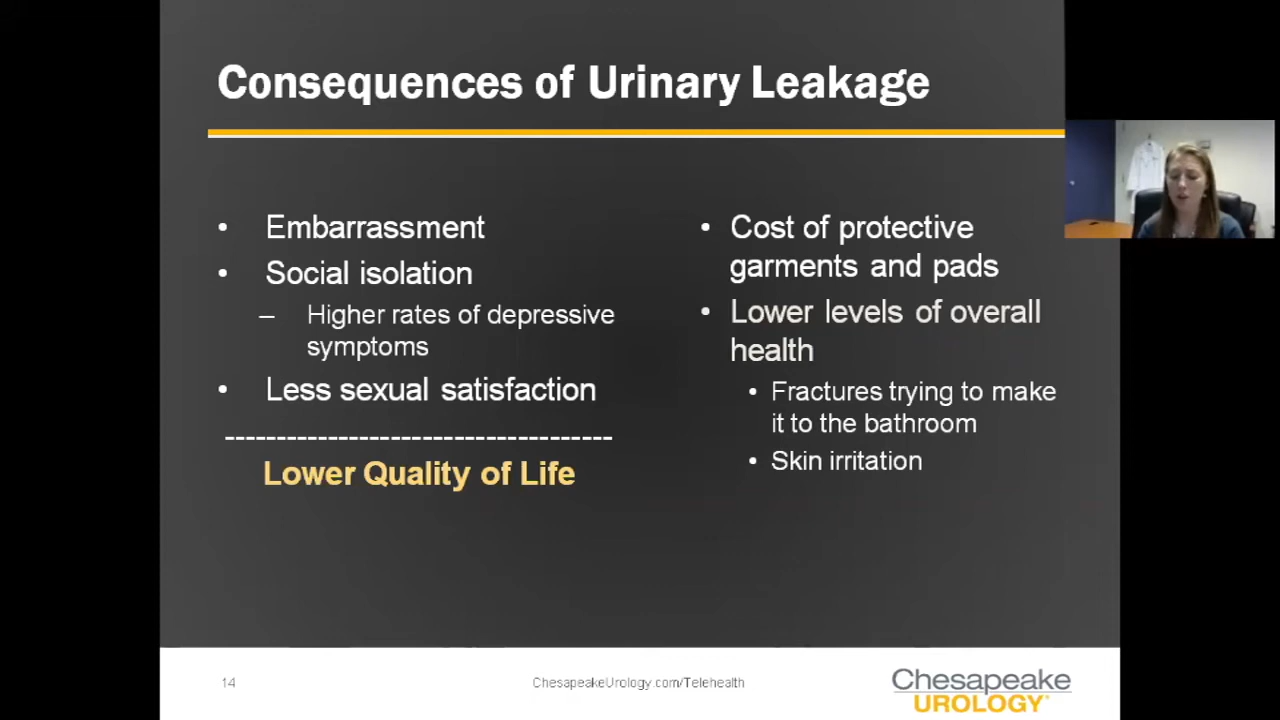 Consequences of Urinary Leakage
• Embarrassment
• Social isolation
– Higher rates of depressive
symptoms
• Less sexual satisfaction
-------------------------------------
Lower Quality of Life
• Cost of protective
garments and pads
• Lower levels of overall
health
• Fractures trying to make
it to the bathroom
• Skin irritation
14
ChesapeakeUrology.com/Telehealth
Chesapeake
UROLOGY